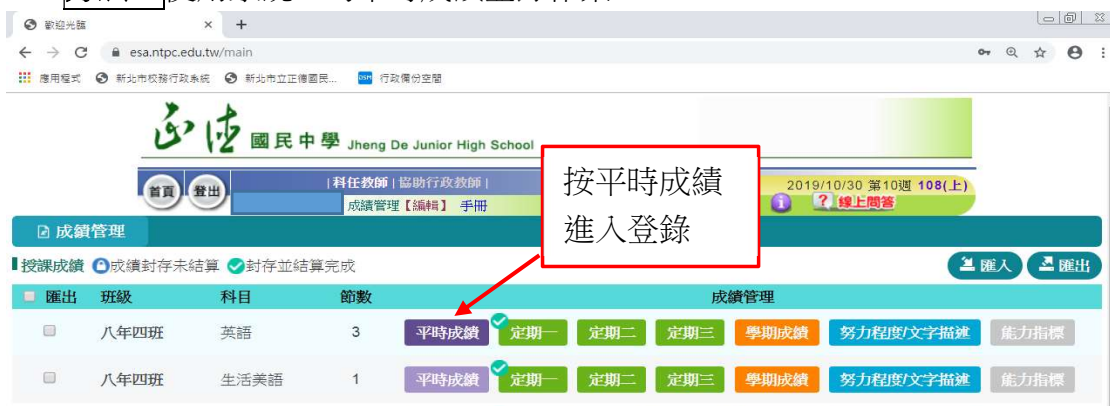 歡迎光臨
esa.ntpc.edu.tw/main
應用程式 新北市校務行政系統 新北市立正德國民... DSM 行政備份空間
正德 國民中學 Jheng De Junior High School
首頁 登出 | 科任教師 | 協助行政教師 |
成績管理【編輯】 手冊
2019/10/30 第10週 108(上)
線上問答
按平時成績
進入登錄
成績管理
授課成績 成績封存未結算 封存並結算完成 匯入 匯出
匯出 班級 科目 節數 成績管理
八年四班 英語 3 平時成績 定期一 定期二 定期三 學期成績 努力程度/文字描述 能力指標
八年四班 生活美語 1 平時成績 定期一 定期二 定期三 學期成績 努力程度/文字描述 能力指標